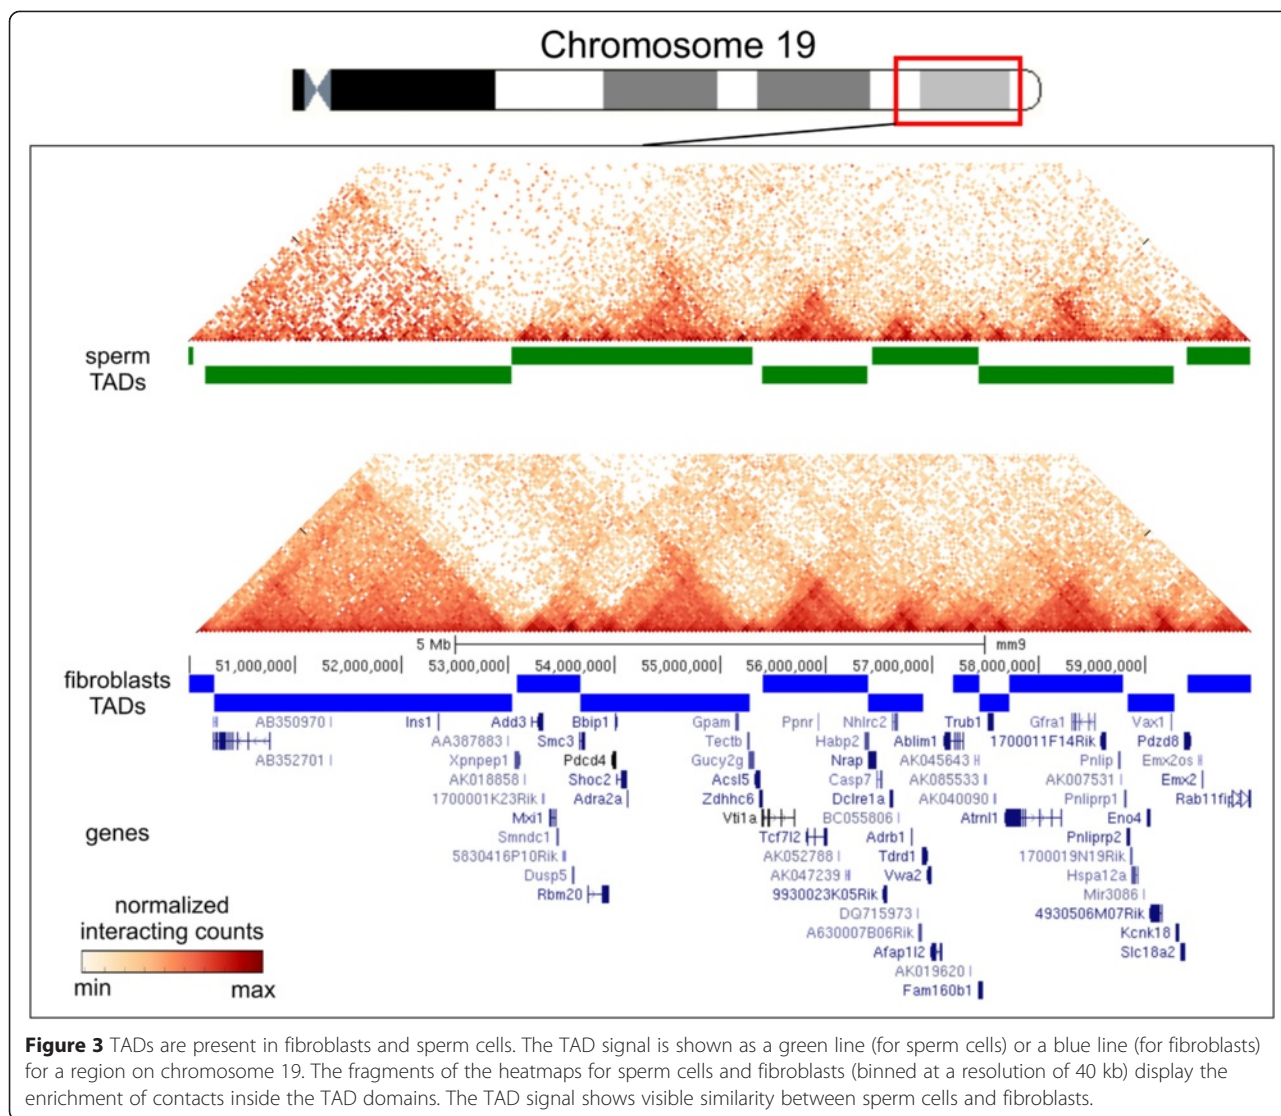 Chromosome 19
sperm
TADs
5 Mb mm9
51,000,000 52,000,000 53,000,000 54,000,000 55,000,000 56,000,000 57,000,000 58,000,000 59,000,000
fibroblasts
TADs
AB350970 Ins1 Add3 Bbip1 Gpam Ppnr Nhlrc2 Trub1 Gfra1 Vax1
AA387883 Smc3 Tectb Habp2 Ablim1 1700011F14Rik Pdzd8
AB352701 Xpnpep1 Pdcd4 Gucy2g Nrap AK045643 Pnlip Emx2os
AK018858 Shoc2 Acsl5 Casp7 AK085533 AK007531 Emx2
1700001K23Rik Adra2a Zdhhc6 Dclre1a AK040090 Pnliprp1 Rab11fip
Mxi1 Vti1a BC055806 Atrnl1 Eno4
genes
Smndc1 Tcf7l2 Adrb1 Pnliprp2
5830416P10Rik AK052788 Tdrd1 1700019N19Rik
Dusp5 AK047239 Vwa2 Hspa12a
Rbm20 9930023K05Rik Mir3086
DQ715973 4930506M07Rik
A630007B06Rik Kcnk18
Afap1l2 Slc18a2
AK019620
Fam160b1
normalized
interacting counts
min max
Figure 3 TADs are present in fibroblasts and sperm cells. The TAD signal is shown as a green line (for sperm cells) or a blue line (for fibroblasts)
for a region on chromosome 19. The fragments of the heatmaps for sperm cells and fibroblasts (binned at a resolution of 40 kb) display the
enrichment of contacts inside the TAD domains. The TAD signal shows visible similarity between sperm cells and fibroblasts.